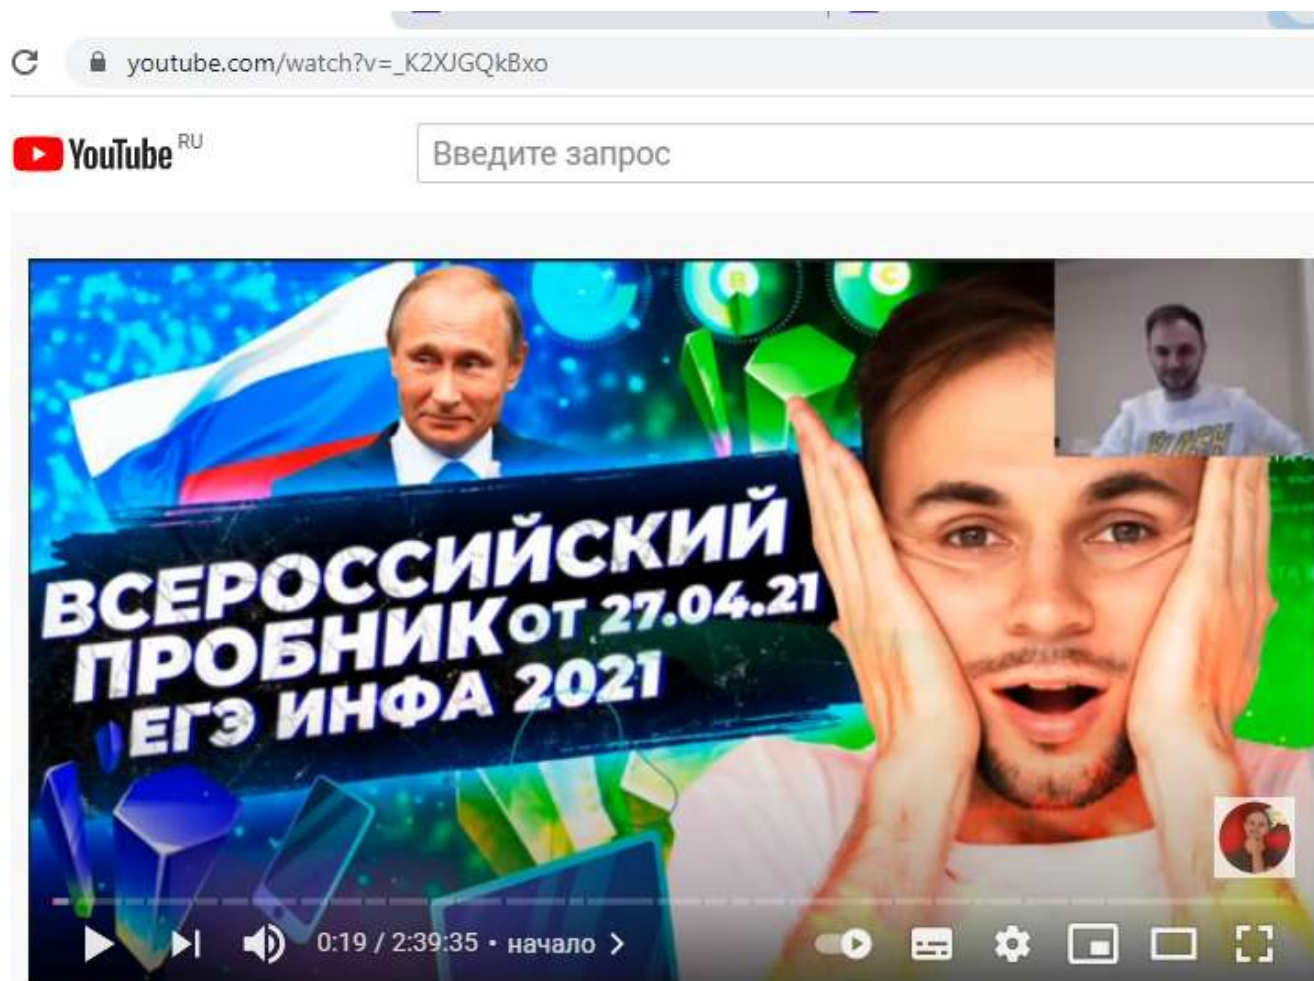 youtube.com/watch?v=_K2XJGQkBxo
YouTube RU
Введите запрос
B
C
ВСЕРОССИЙСКИЙ
ПРОБНИК ОТ 27.04.21
ЕГЭ ИНФА 2021
0:19 / 2:39:35 • начало >